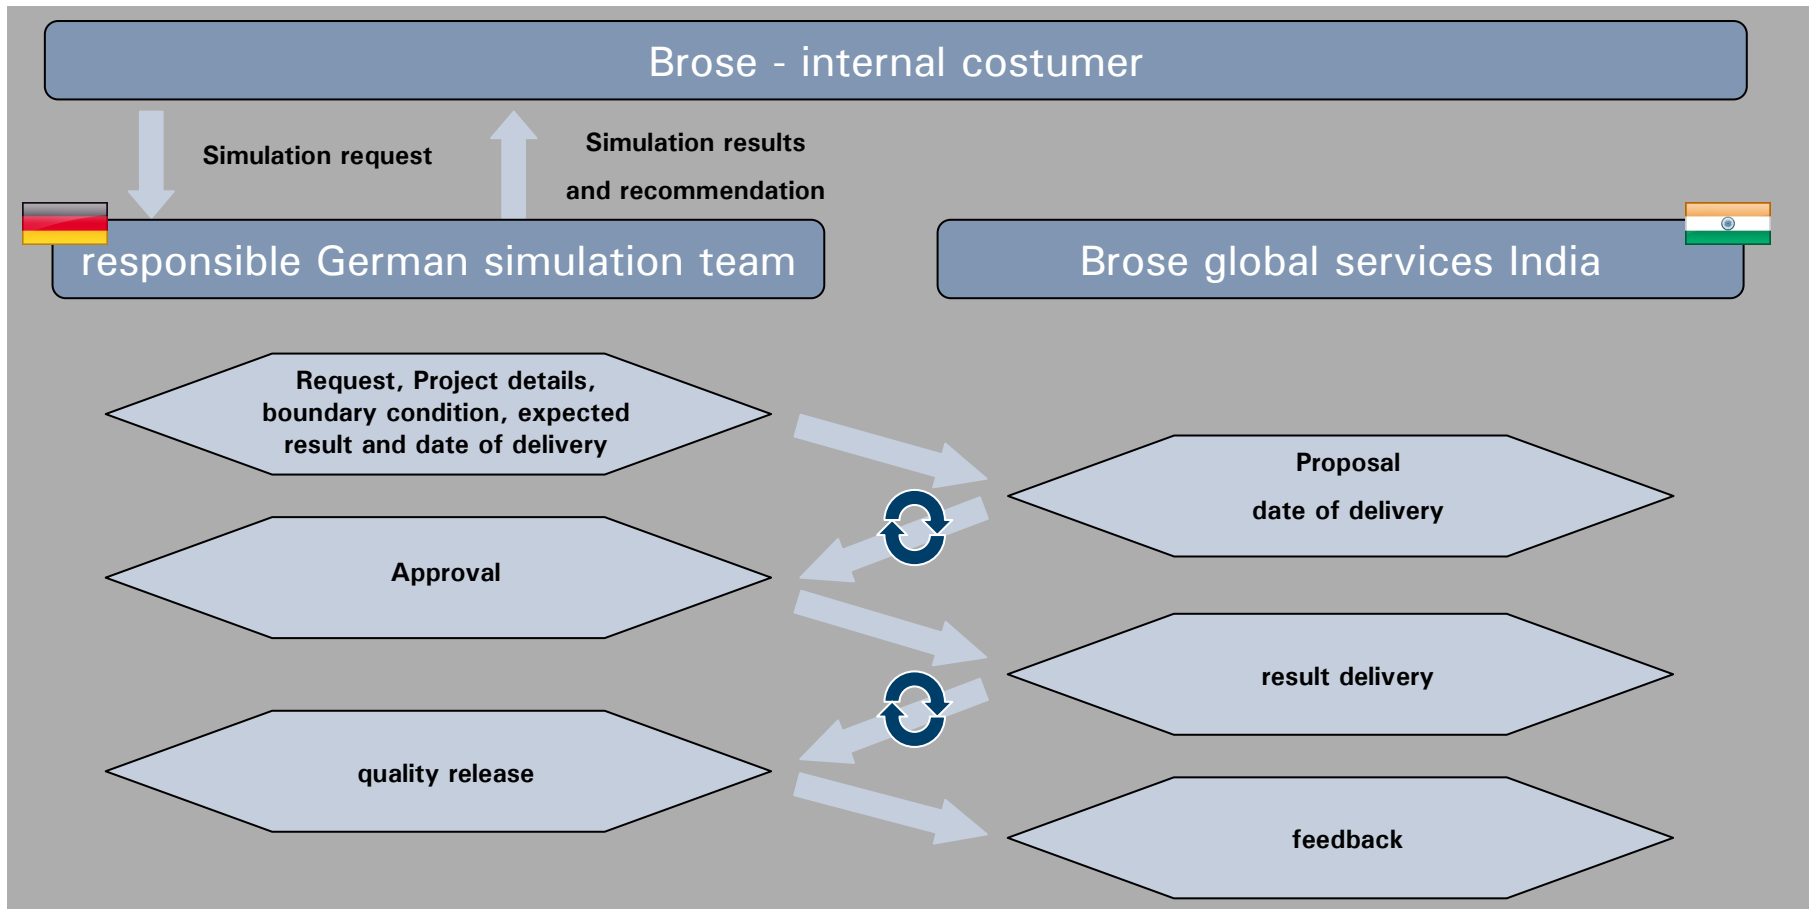 Brose - internal costumer
Simulation request
Simulation results
and recommendation
responsible German simulation team
Brose global services India
Request, Project details,
boundary condition, expected
result and date of delivery
Proposal
date of delivery
Approval
result delivery
quality release
feedback